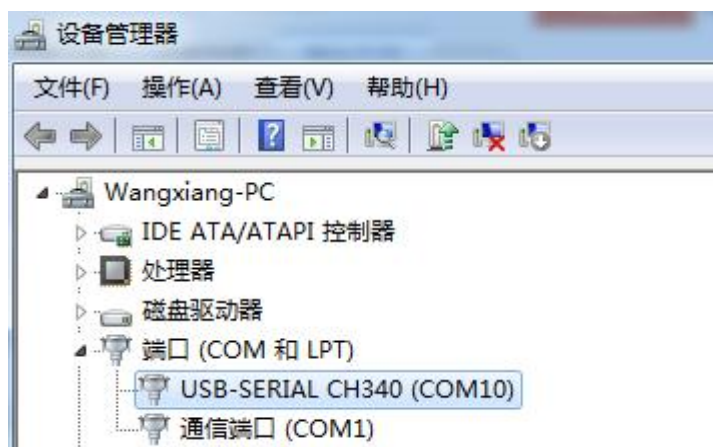 设备管理器
文件(F) 操作(A) 查看(V) 帮助(H)
Wangxiang-PC
IDE ATA/ATAPI 控制器
处理器
磁盘驱动器
端口 (COM 和 LPT)
USB-SERIAL CH340 (COM10)
通信端口 (COM1)